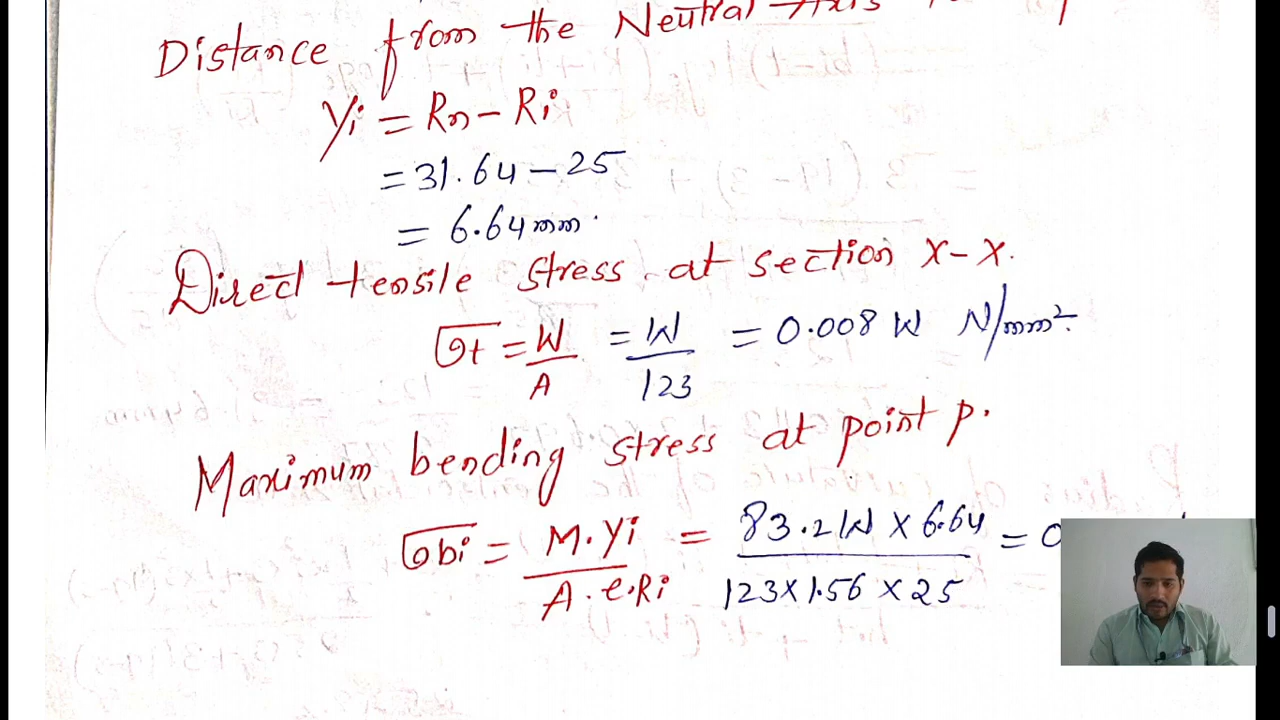 Distance from the Neutral Axis
Yi = Rn - Ri
= 31.64 - 25
= 6.64 mm.
Direct tensile stress at section X-X.
σt = W/A = W/123 = 0.008 W N/mm².
Maximum bending stress at point p.
σbi = M.Yi/A.e.Ri = 83.2W × 6.64/123×1.56×25 = 0